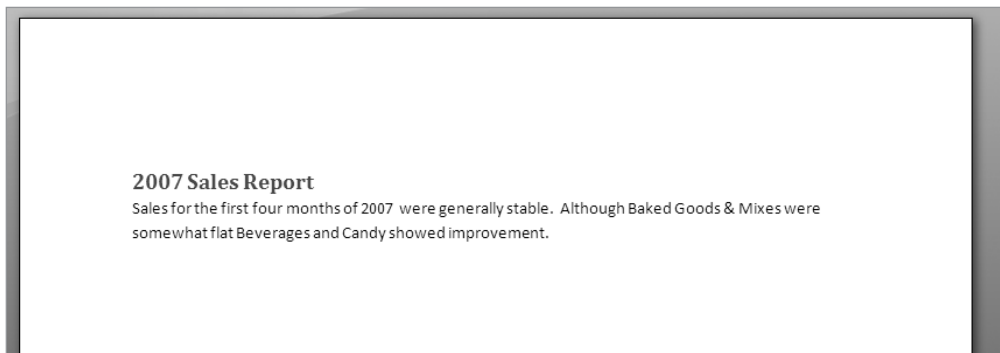 2007 Sales Report
Sales for the first four months of 2007  were generally stable.  Although Baked Goods & Mixes were
somewhat flat Beverages and Candy showed improvement.